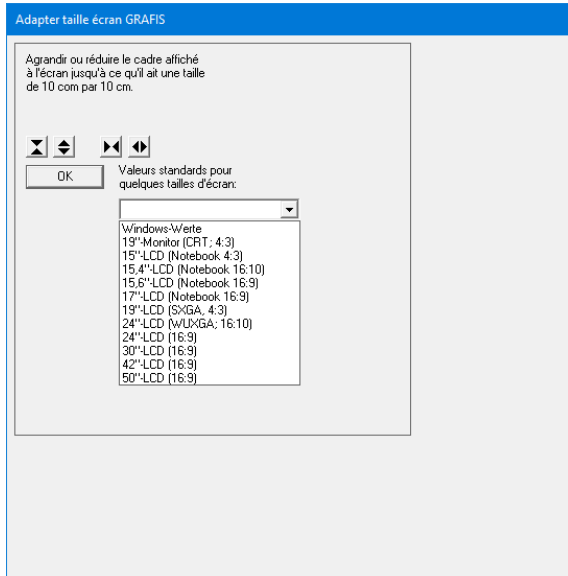 Adapter taille écran GRAFIS
Agrandir ou réduire le cadre affiché
à l'écran jusqu'à ce qu'il ait une taille
de 10 com par 10 cm.
OK
Valeurs standards pour
quelques tailles d'écran:
Windows-Werte
19''-Monitor (CRT; 4:3)
15''-LCD (Notebook 4:3)
15,4''-LCD (Notebook 16:10)
15,6''-LCD (Notebook 16:9)
17''-LCD (Notebook 16:9)
19''-LCD (SXGA, 4:3)
24''-LCD (WUXGA; 16:10)
24''-LCD (16:9)
30''-LCD (16:9)
42''-LCD (16:9)
50''-LCD (16:9)